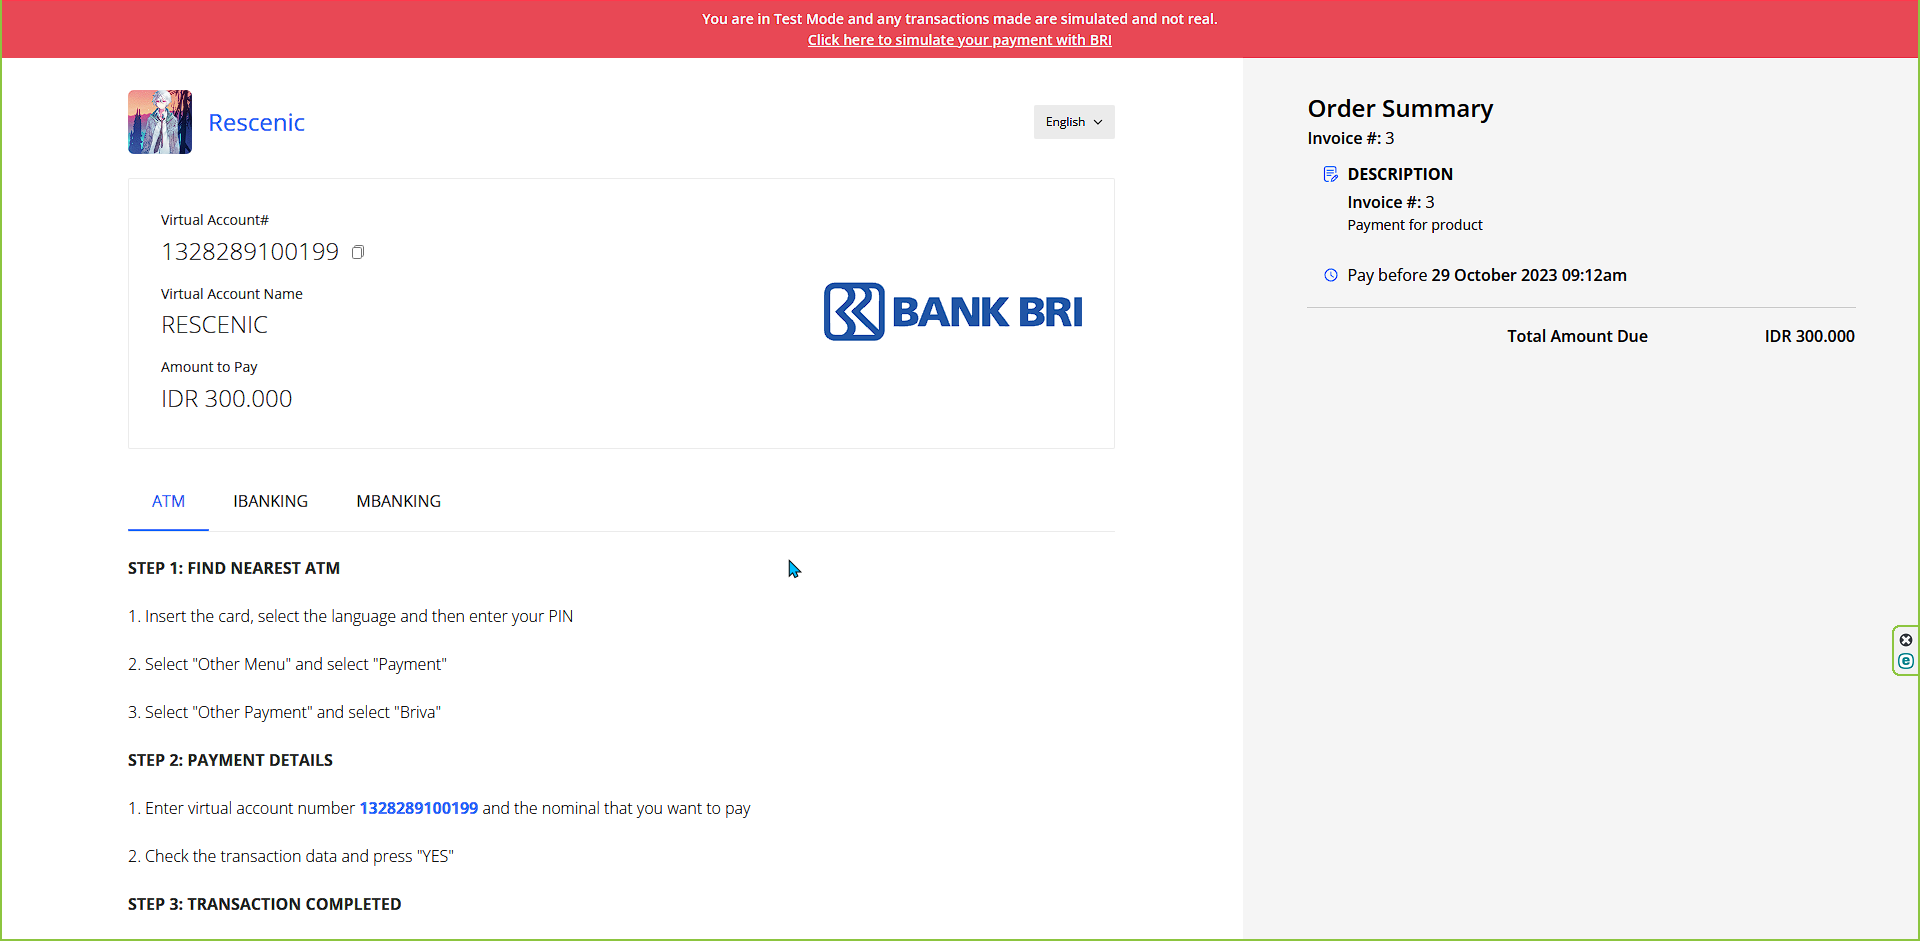 You are in Test Mode and any transactions made are simulated and not real.
Click here to simulate your payment with BRI
Rescenic
English
Virtual Account#
1328289100199
Virtual Account Name
RESCENIC
Amount to Pay
IDR 300.000
BANK BRI
ATM
IBANKING
MBANKING
STEP 1: FIND NEAREST ATM
1. Insert the card, select the language and then enter your PIN
2. Select "Other Menu" and select "Payment"
3. Select "Other Payment" and select "Briva"
STEP 2: PAYMENT DETAILS
1. Enter virtual account number 1328289100199 and the nominal that you want to pay
2. Check the transaction data and press "YES"
STEP 3: TRANSACTION COMPLETED
Order Summary
Invoice #: 3
DESCRIPTION
Invoice #: 3
Payment for product
Pay before 29 October 2023 09:12am
Total Amount Due IDR 300.000